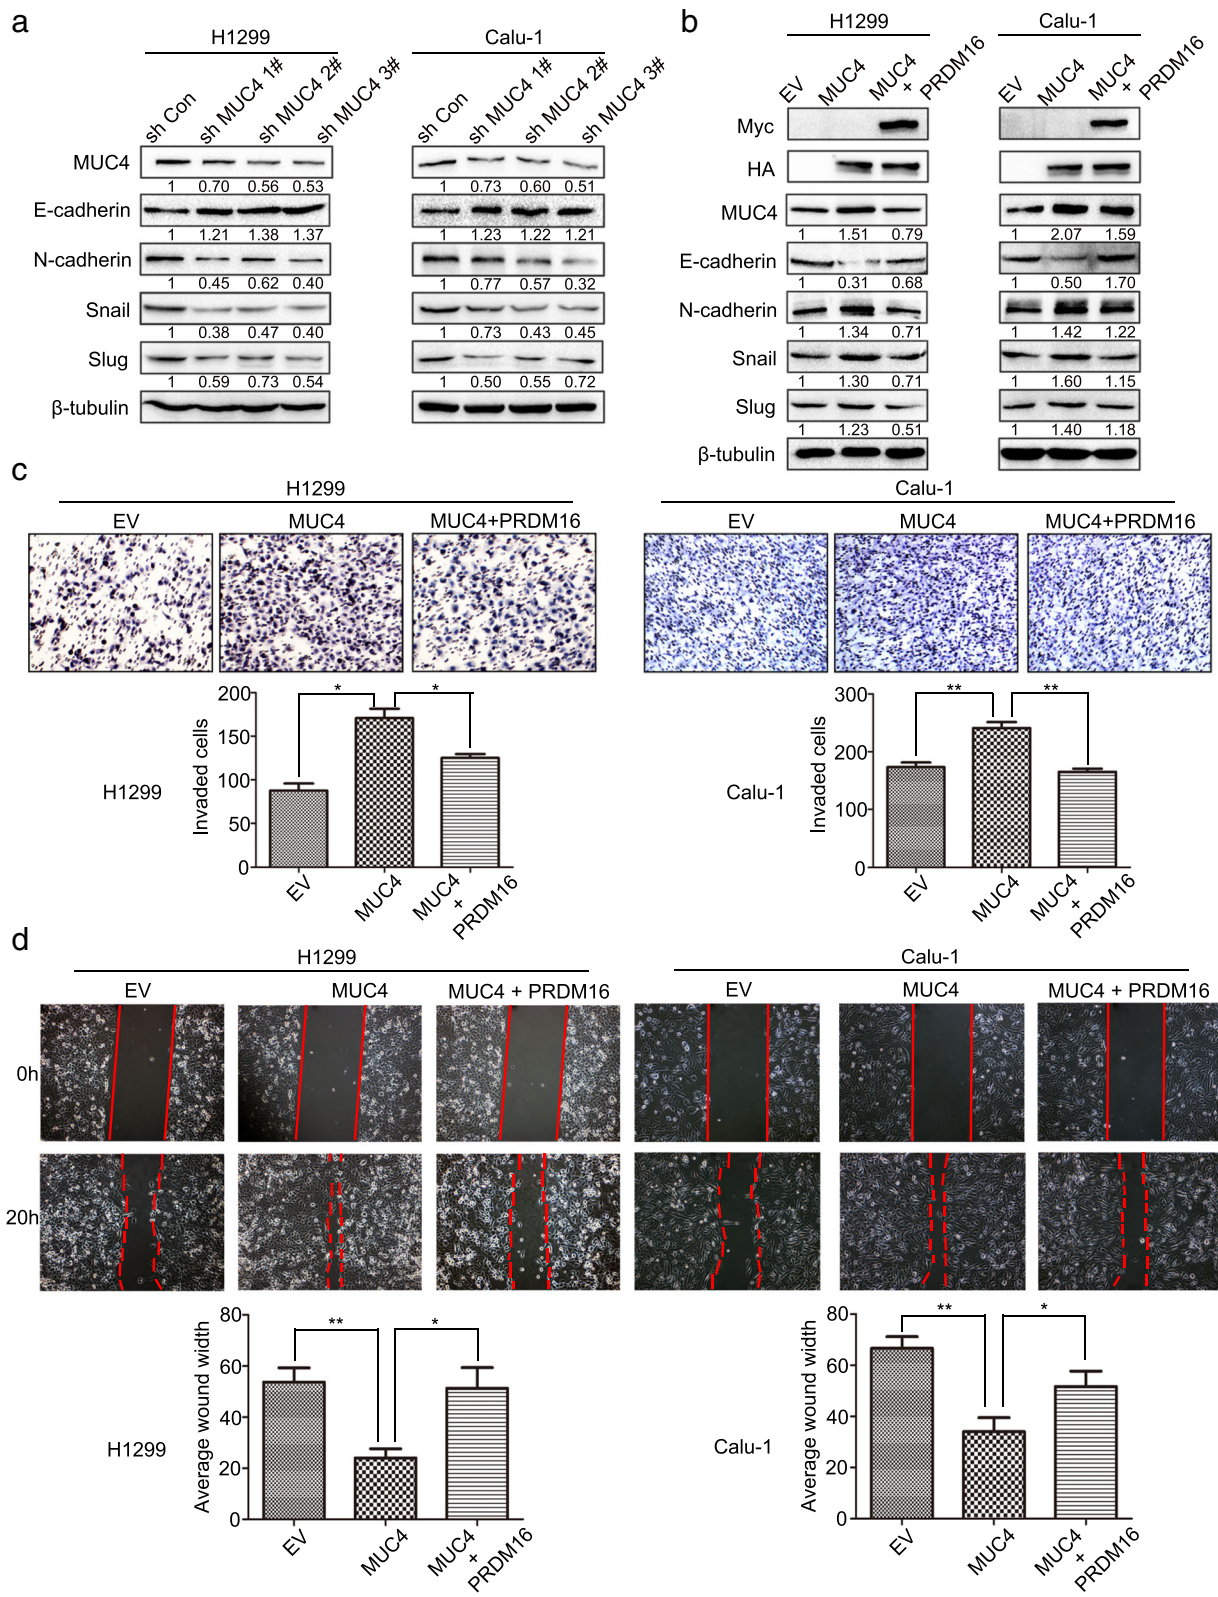 a
H1299
Calu-1
sh Con
sh MUC4 1#
sh MUC4 2#
sh MUC4 3#
sh Con
sh MUC4 1#
sh MUC4 2#
sh MUC4 3#
MUC4
1 0.70 0.56 0.53
1 0.73 0.60 0.51
E-cadherin
1 1.21 1.38 1.37
1 1.23 1.22 1.21
N-cadherin
1 0.45 0.62 0.40
1 0.77 0.57 0.32
Snail
1 0.38 0.47 0.40
1 0.73 0.43 0.45
Slug
1 0.59 0.73 0.54
1 0.50 0.55 0.72
β-tubulin
b
H1299
Calu-1
EV
MUC4
MUC4
+
PRDM16
EV
MUC4
MUC4
+
PRDM16
Myc
HA
MUC4
1 1.51 0.79
1 2.07 1.59
E-cadherin
1 0.31 0.68
1 0.50 1.70
N-cadherin
1 1.34 0.71
1 1.42 1.22
Snail
1 1.30 0.71
1 1.60 1.15
Slug
1 1.23 0.51
1 1.40 1.18
β-tubulin
c
H1299
EV MUC4 MUC4+PRDM16
Calu-1
EV MUC4 MUC4+PRDM16
H1299
Invaded cells
200
150
100
50
0
* *
EV
MUC4
MUC4
+
PRDM16
Calu-1
Invaded cells
300
200
100
0
** **
EV
MUC4
MUC4
+
PRDM16
d
H1299
EV MUC4 MUC4 + PRDM16
Calu-1
EV MUC4 MUC4 + PRDM16
0h
20h
H1299
Average wound width
80
60
40
20
0
** *
EV
MUC4
MUC4
+
PRDM16
Calu-1
Average wound width
80
60
40
20
0
** *
EV
MUC4
MUC4
+
PRDM16